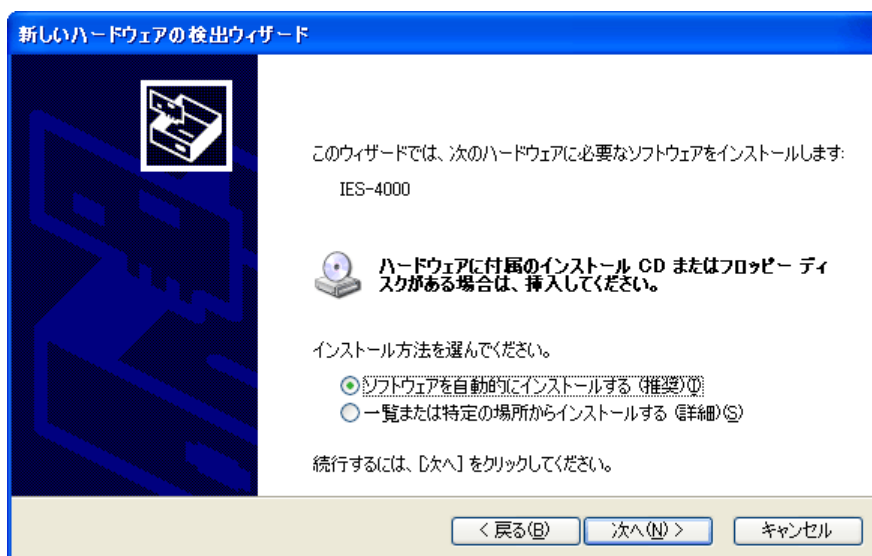 新しいハードウェアの検出ウィザード
このウィザードでは、次のハードウェアに必要なソフトウェアをインストールします:
IES-4000
ハードウェアに付属のインストール CD またはフロッピー ディ
スクがある場合は、挿入してください。
インストール方法を選んでください。
ソフトウェアを自動的にインストールする (推奨)(I)
一覧または特定の場所からインストールする (詳細)(S)
続行するには、[次へ] をクリックしてください。
< 戻る(B)
次へ(N) >
キャンセル